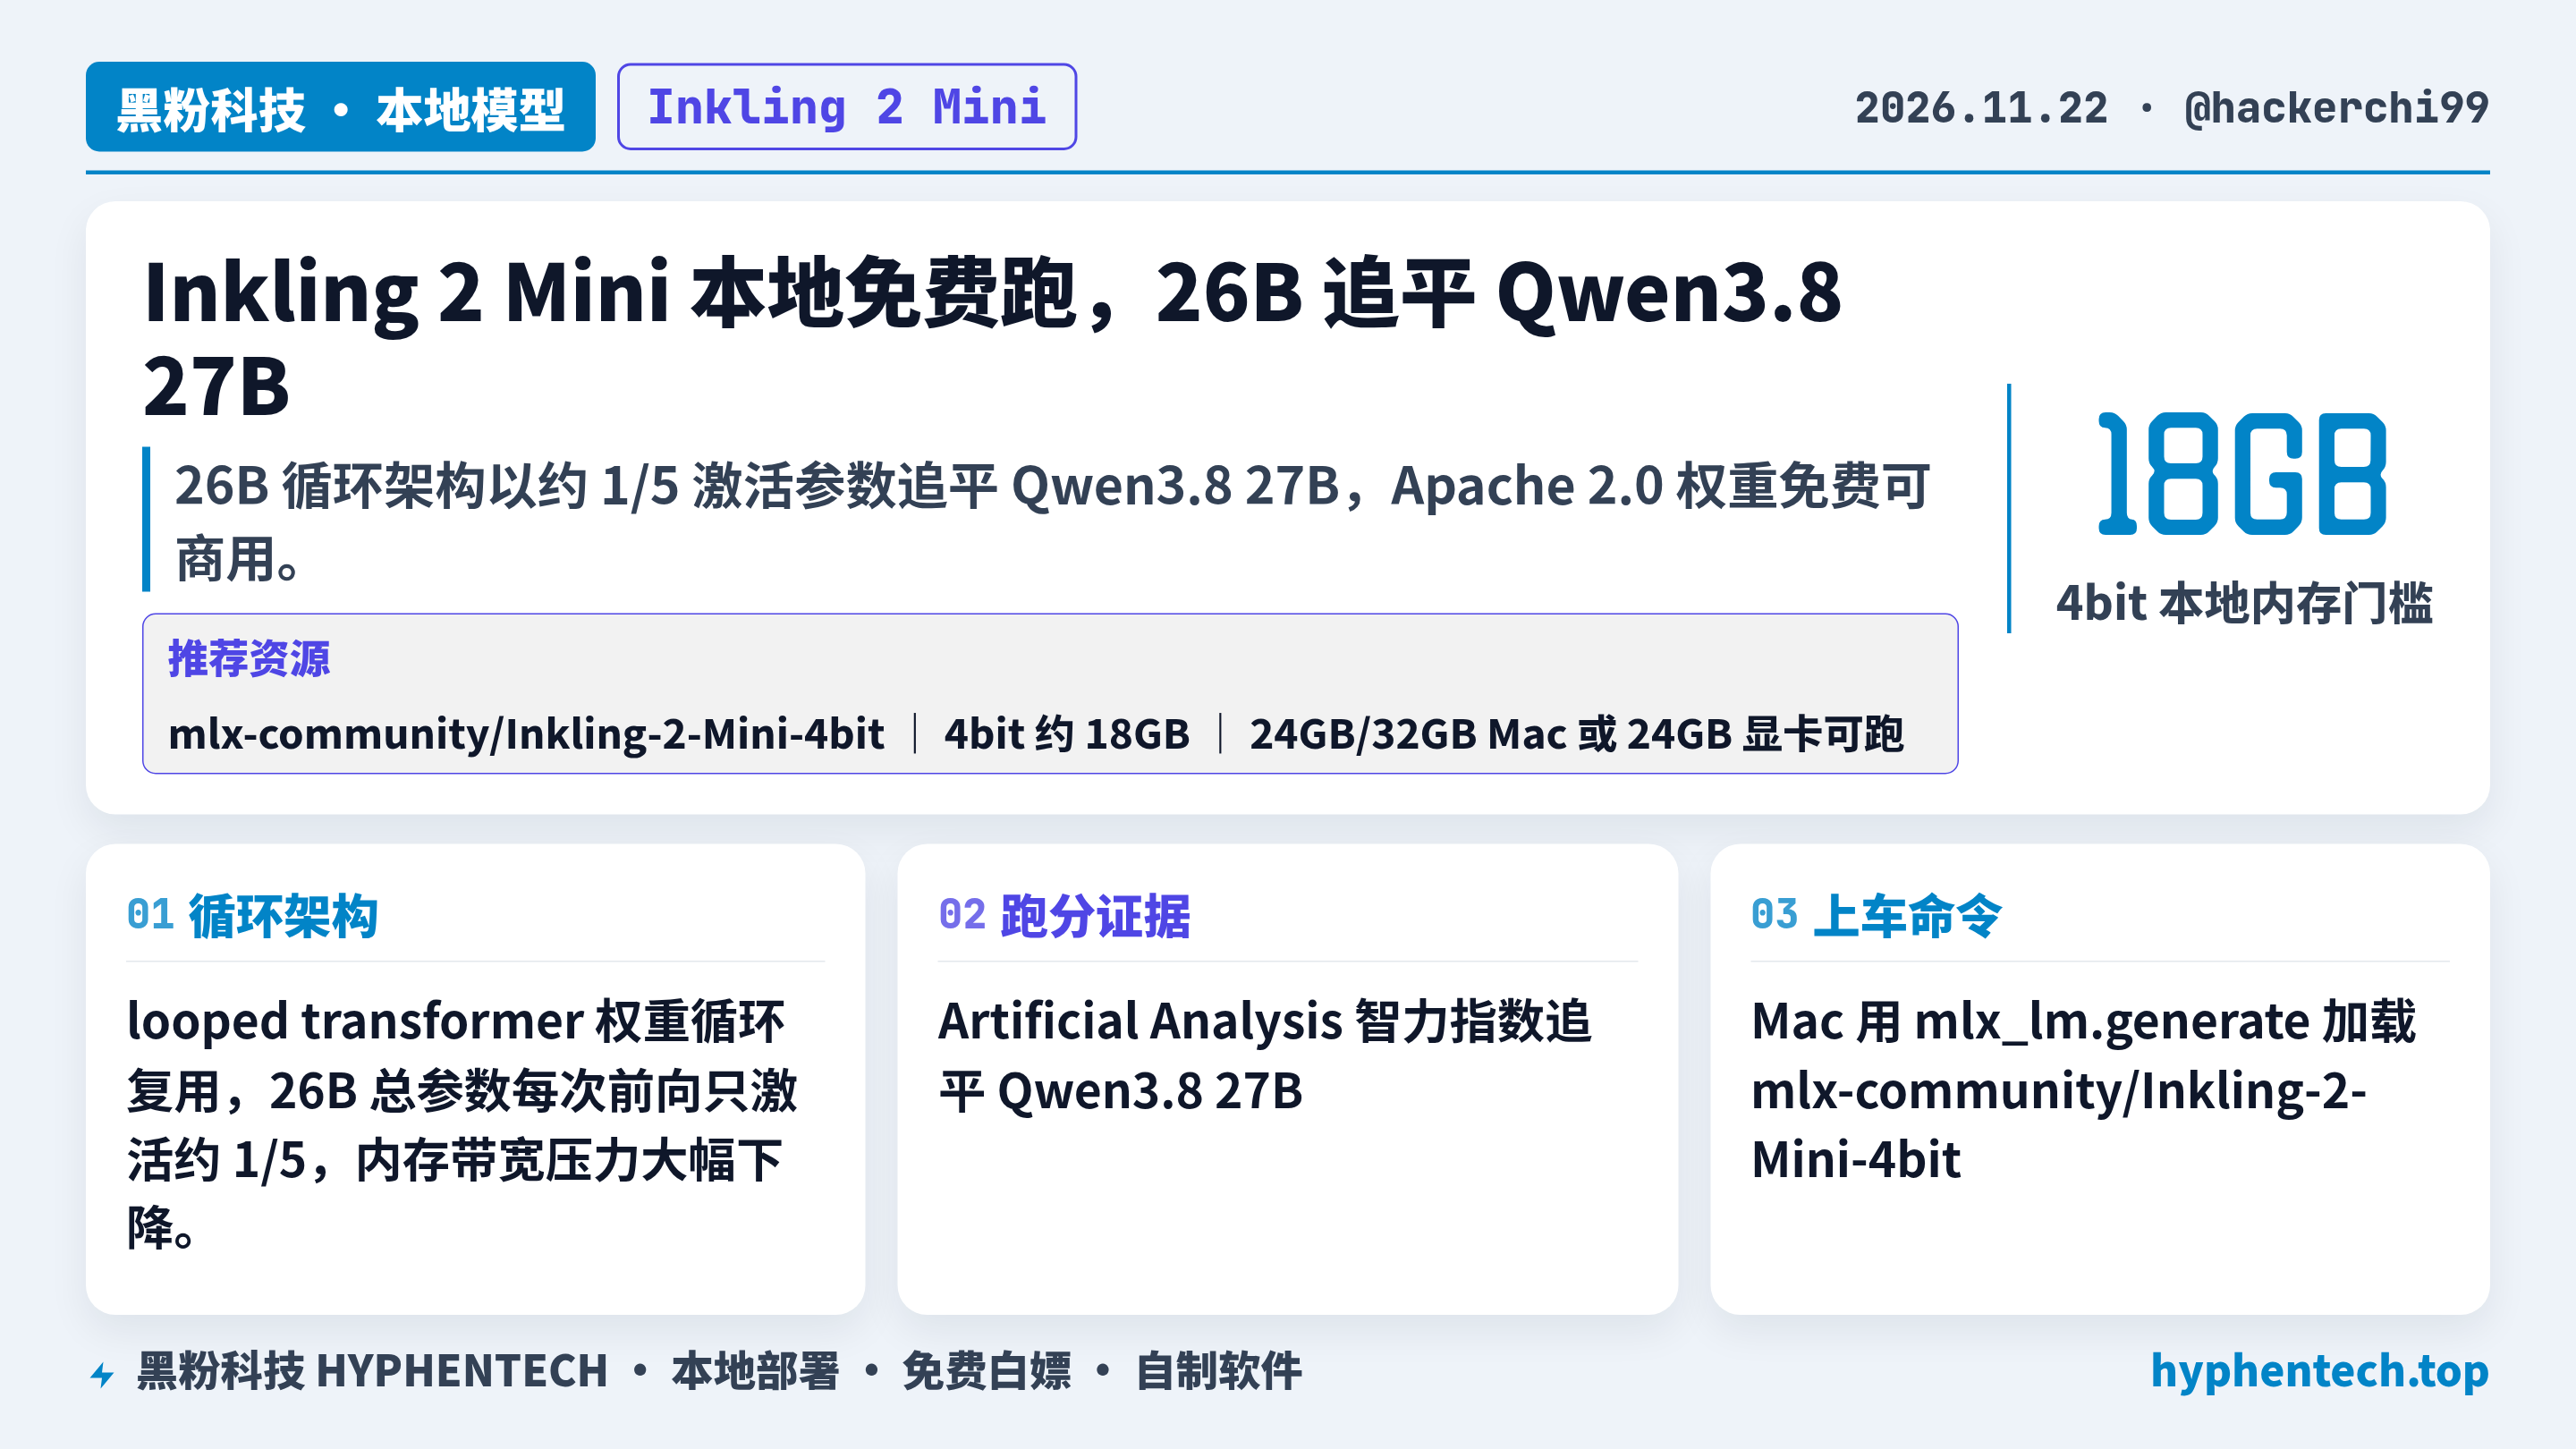 黑粉科技 · 本地模型
Inkling 2 Mini
2026.11.22 · @hackerchi99
Inkling 2 Mini 本地免费跑，26B 追平 Qwen3.8
27B
26B 循环架构以约 1/5 激活参数追平 Qwen3.8 27B，Apache 2.0 权重免费可
商用。
推荐资源
mlx-community/Inkling-2-Mini-4bit ｜ 4bit 约 18GB ｜ 24GB/32GB Mac 或 24GB 显卡可跑
18GB
4bit 本地内存门槛
01 循环架构
looped transformer 权重循环
复用，26B 总参数每次前向只激
活约 1/5，内存带宽压力大幅下
降。
02 跑分证据
Artificial Analysis 智力指数追
平 Qwen3.8 27B
03 上车命令
Mac 用 mlx_lm.generate 加载
mlx-community/Inkling-2-
Mini-4bit
黑粉科技 HYPHENTECH · 本地部署 · 免费白嫖 · 自制软件
hyphentech.top